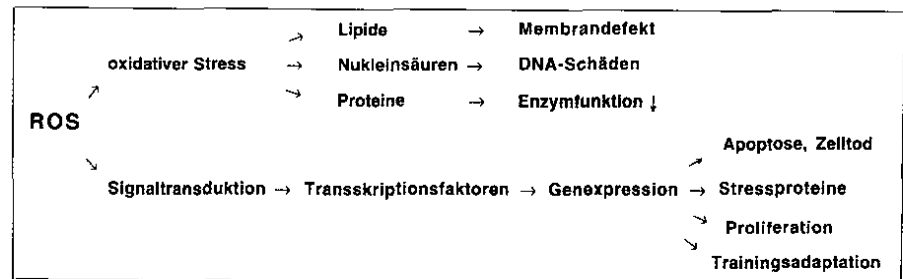 Lipide → Membrandefekt
oxidativer Stress → Nukleinsäuren → DNA-Schäden
Proteine → Enzymfunktion ↓
ROS
Apoptose, Zelltod
Signaltransduktion → Transskriptionsfaktoren → Genexpression → Stressproteine
Proliferation
Trainingsadaptation